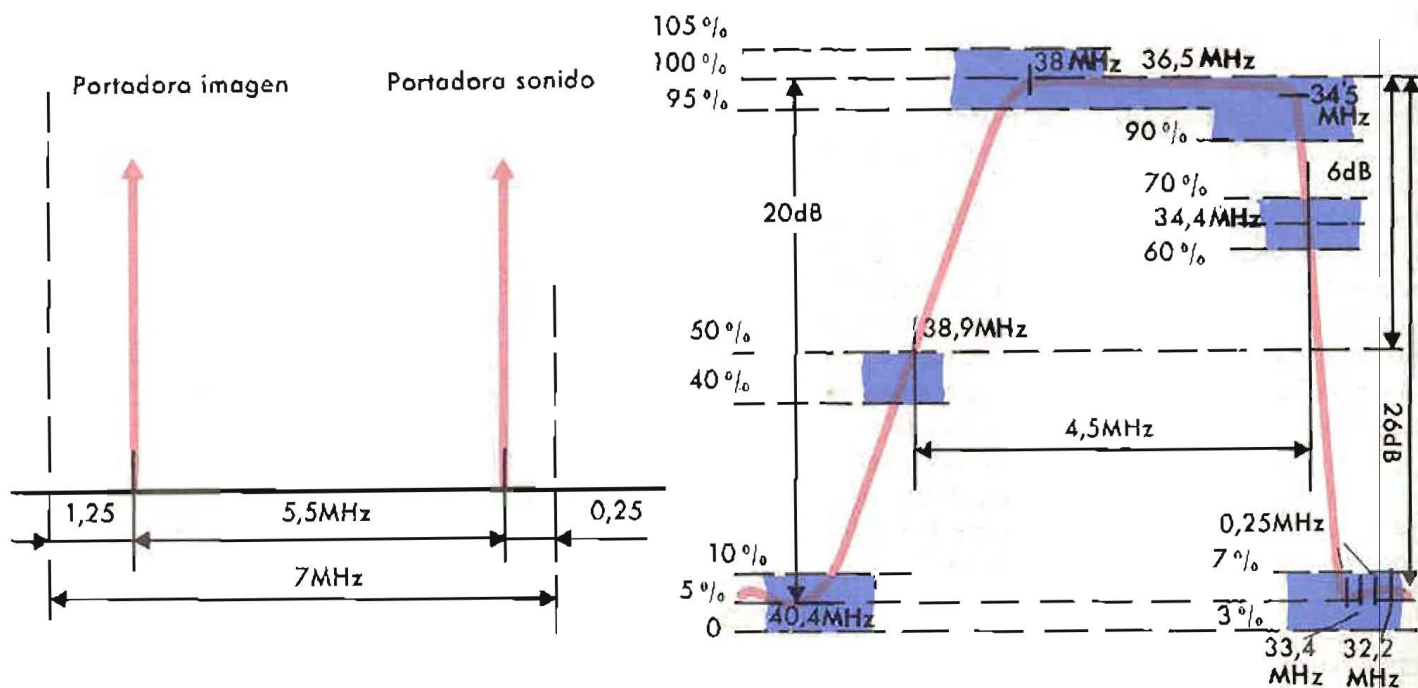 Portadora imagen
Portadora sonido
1,25
5,5MHz
0,25
7MHz
105 %
100 %
95 %
38 MHz
36,5 MHz
34,5
MHz
90 %
6dB
70 %
34,4MHz
60 %
20dB
50 %
38,9MHz
40 %
4,5MHz
26dB
0,25MHz
10 %
7 %
5 %
40,4MHz
3 %
0
33,4
MHz
32,2
MHz